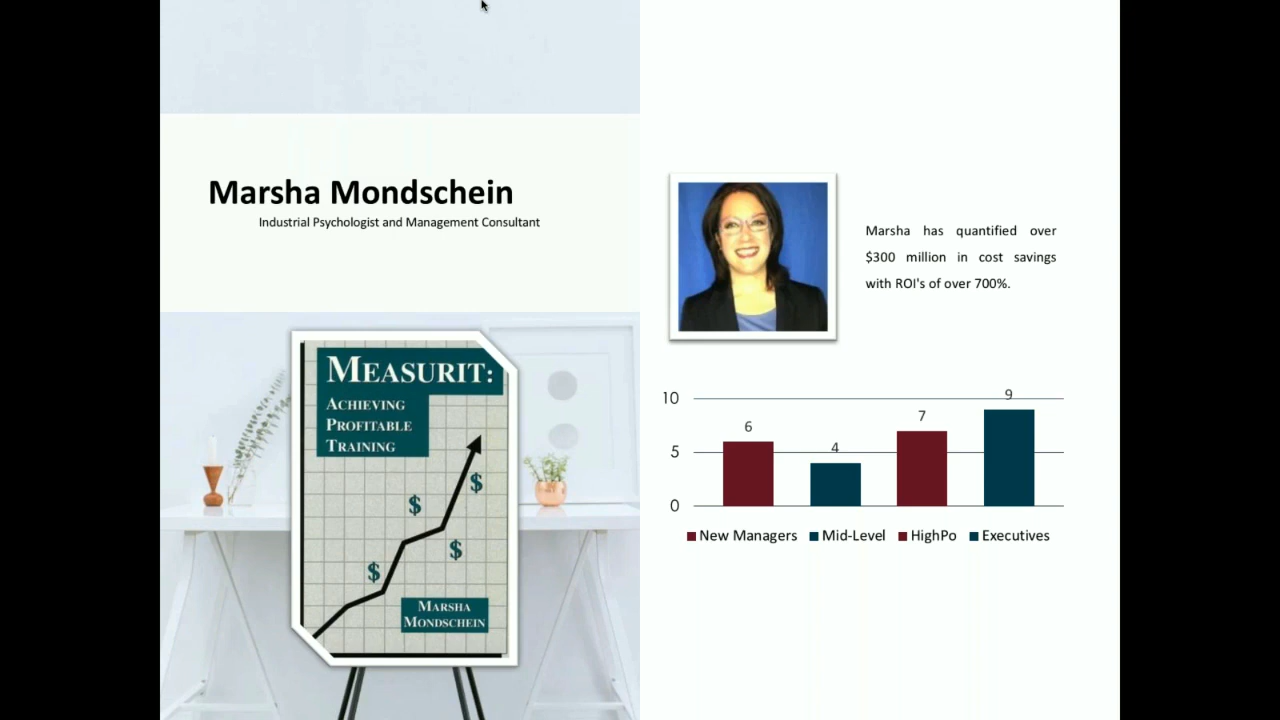 Marsha Mondschein
Industrial Psychologist and Management Consultant
MEASURIT:
ACHIEVING
PROFITABLE
TRAINING
$
$
$
$
MARSHA
MONDSCHEIN
Marsha has quantified over
$300 million in cost savings
with ROI's of over 700%.
10
5
0
6
4
7
9
New Managers Mid-Level HighPo Executives